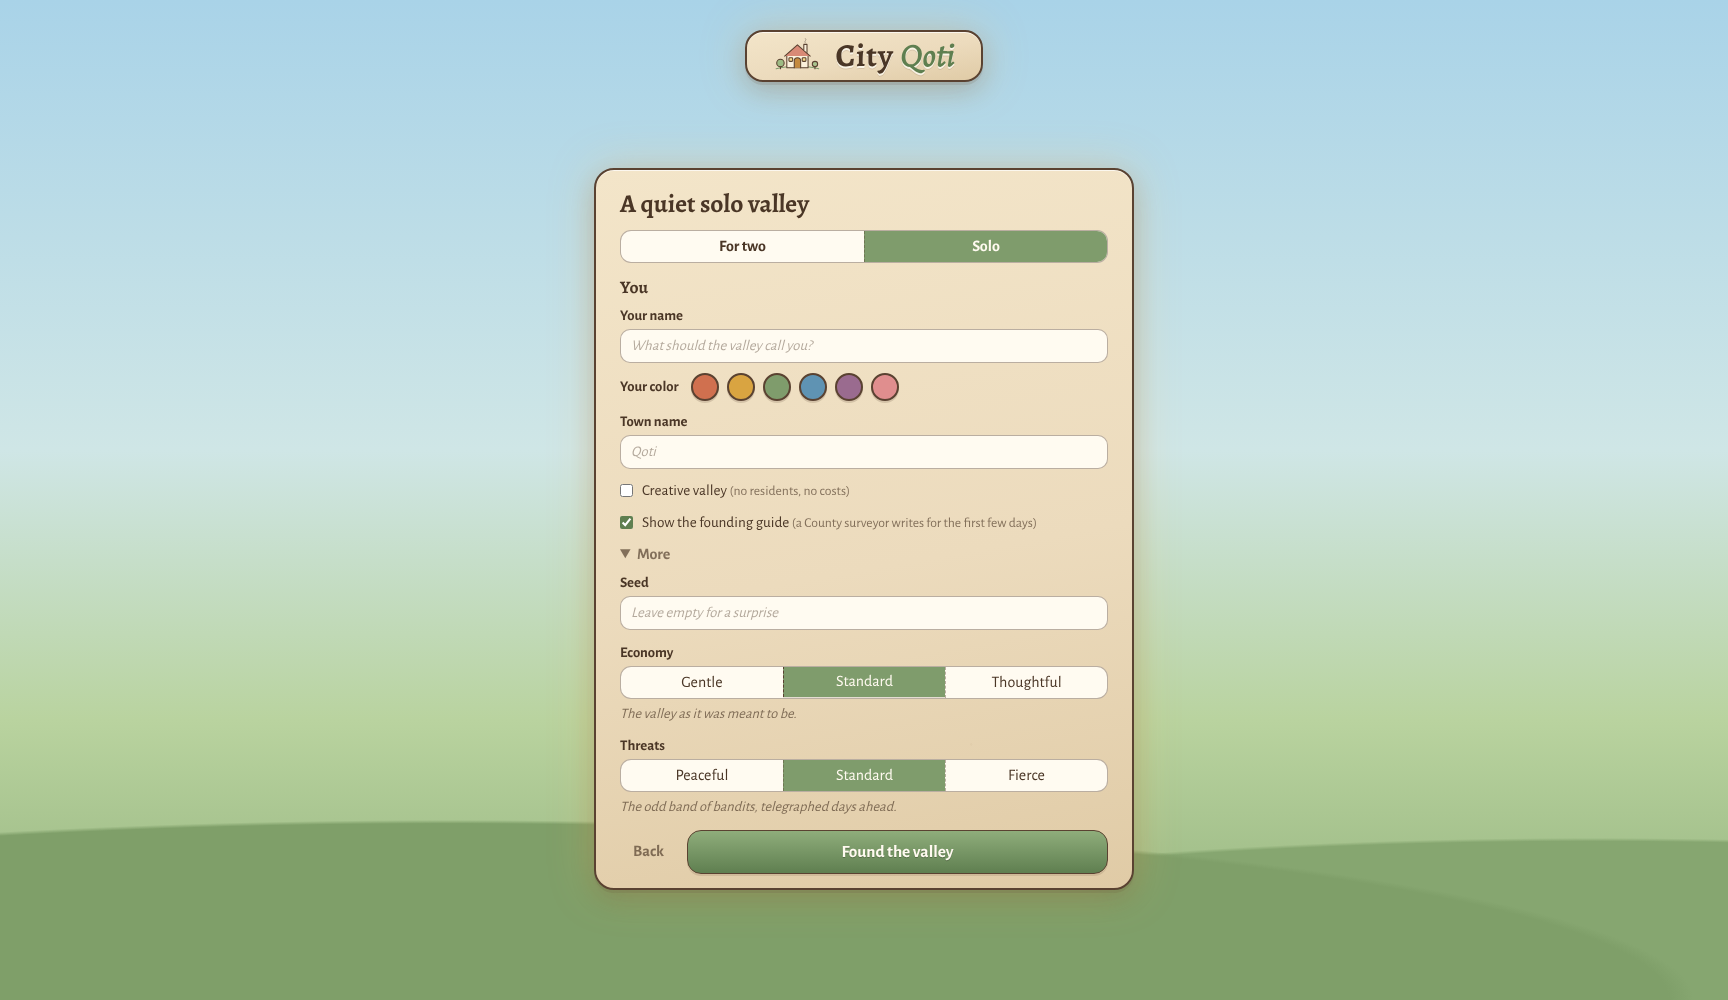 City Qoti
A quiet solo valley
For two
Solo
You
Your name
What should the valley call you?
Your color
Town name
Qoti
Creative valley (no residents, no costs)
Show the founding guide (a County surveyor writes for the first few days)
More
Seed
Leave empty for a surprise
Economy
Gentle
Standard
Thoughtful
The valley as it was meant to be.
Threats
Peaceful
Standard
Fierce
The odd band of bandits, telegraphed days ahead.
Back
Found the valley